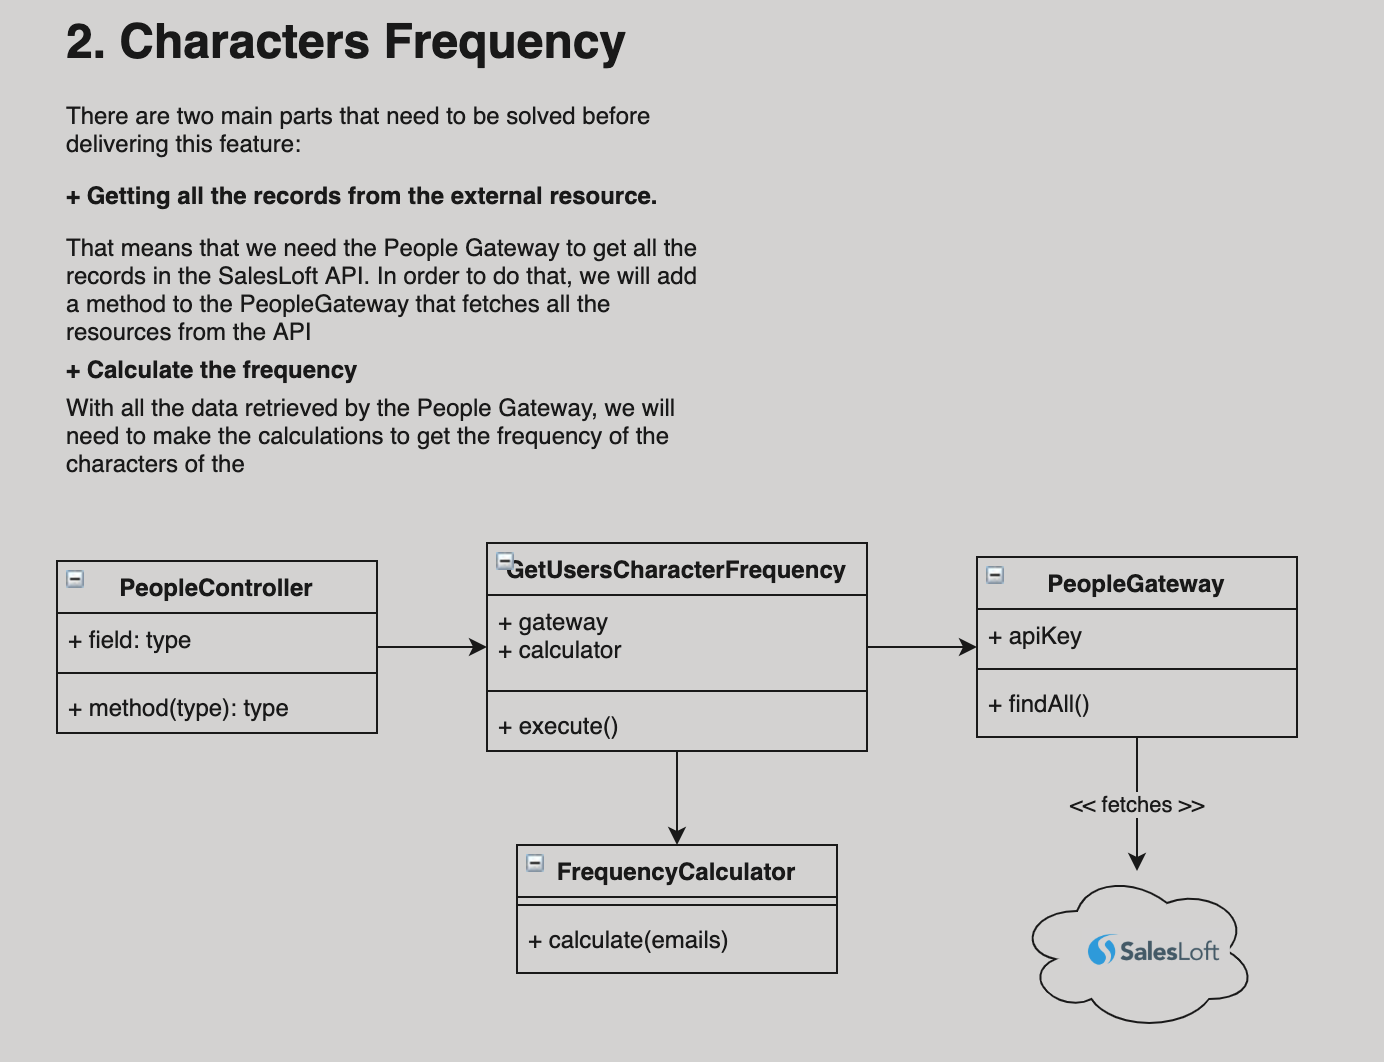 2. Characters Frequency
There are two main parts that need to be solved before
delivering this feature:
+ Getting all the records from the external resource.
That means that we need the People Gateway to get all the
records in the SalesLoft API. In order to do that, we will add
a method to the PeopleGateway that fetches all the
resources from the API
+ Calculate the frequency
With all the data retrieved by the People Gateway, we will
need to make the calculations to get the frequency of the
characters of the
PeopleController
+ field: type
+ method(type): type
GetUsersCharacterFrequency
+ gateway
+ calculator
+ execute()
PeopleGateway
+ apiKey
+ findAll()
<< fetches >>
FrequencyCalculator
+ calculate(emails)
SalesLoft